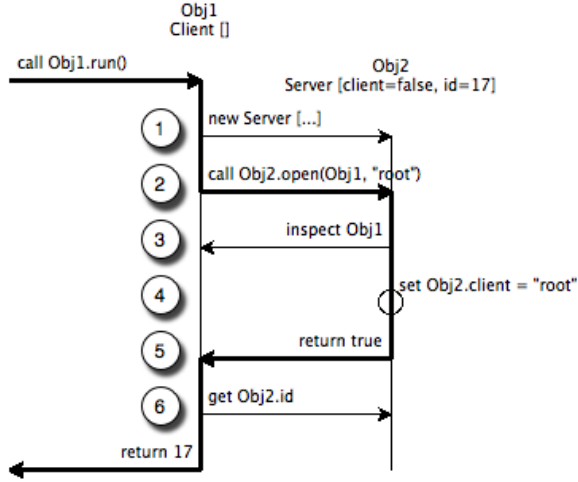 Obj1
Client []
call Obj1.run()
Obj2
Server [client=false, id=17]
1
new Server [...]
2
call Obj2.open(Obj1, "root")
3
inspect Obj1
4
set Obj2.client = "root"
5
return true
6
get Obj2.id
return 17